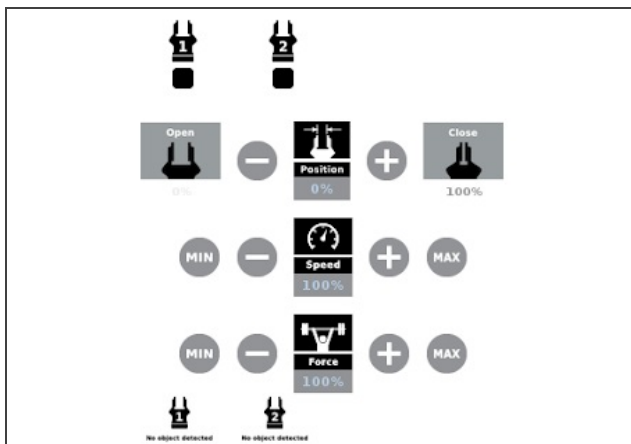 1 2
Open Close
Position
0% 0% 100%
MIN Speed MAX
100%
MIN Force MAX
100%
1 2
No object detected No object detected